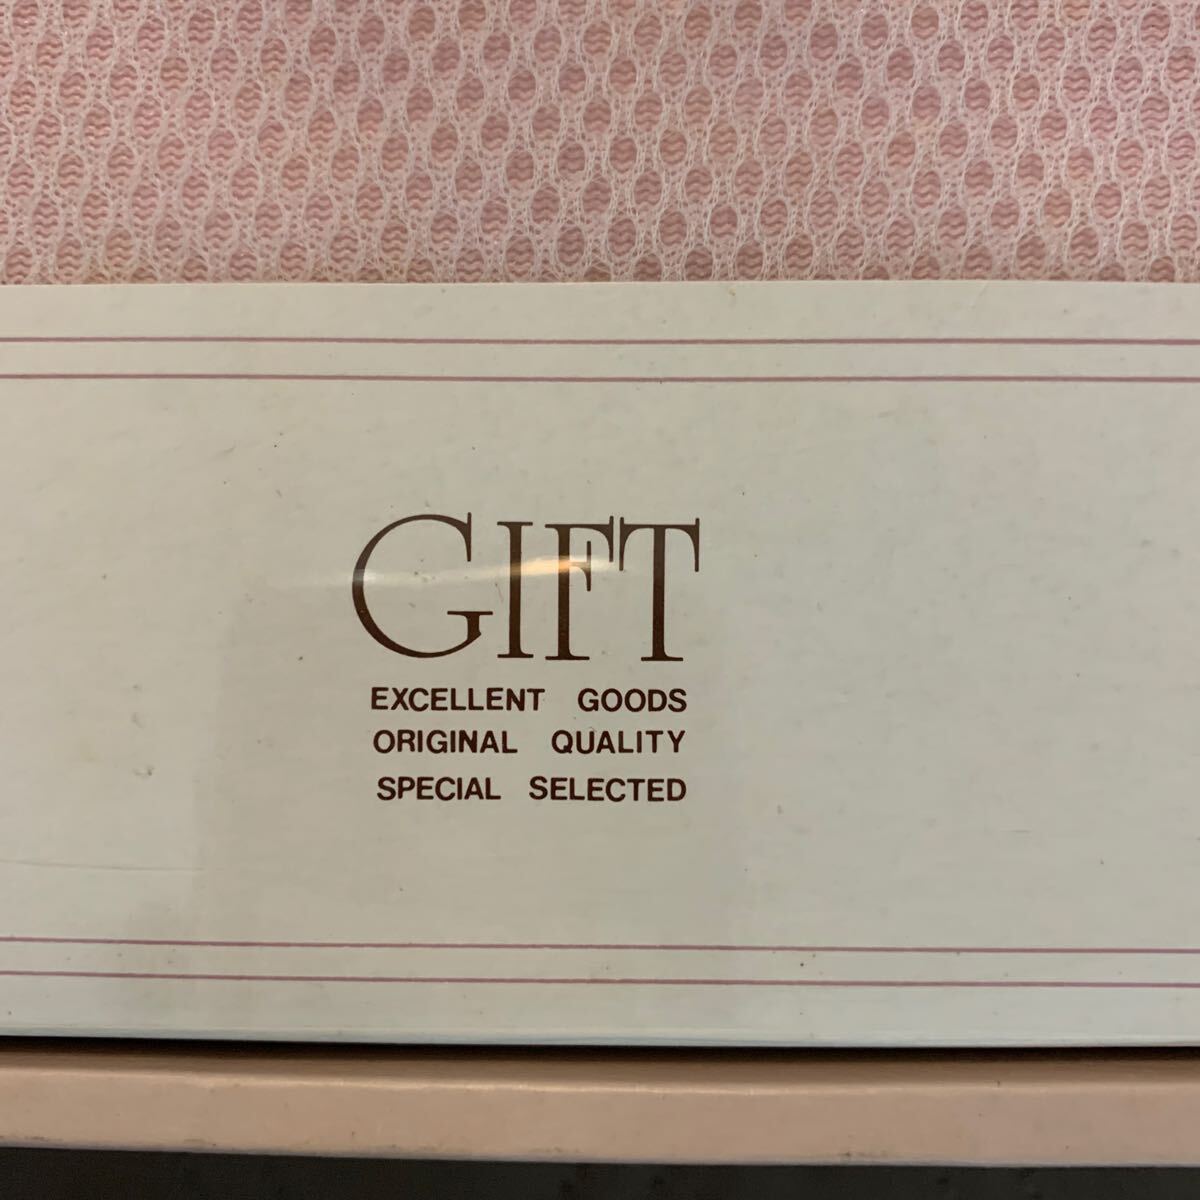 GIFT
EXCELLENT GOODS
ORIGINAL QUALITY
SPECIAL SELECTED